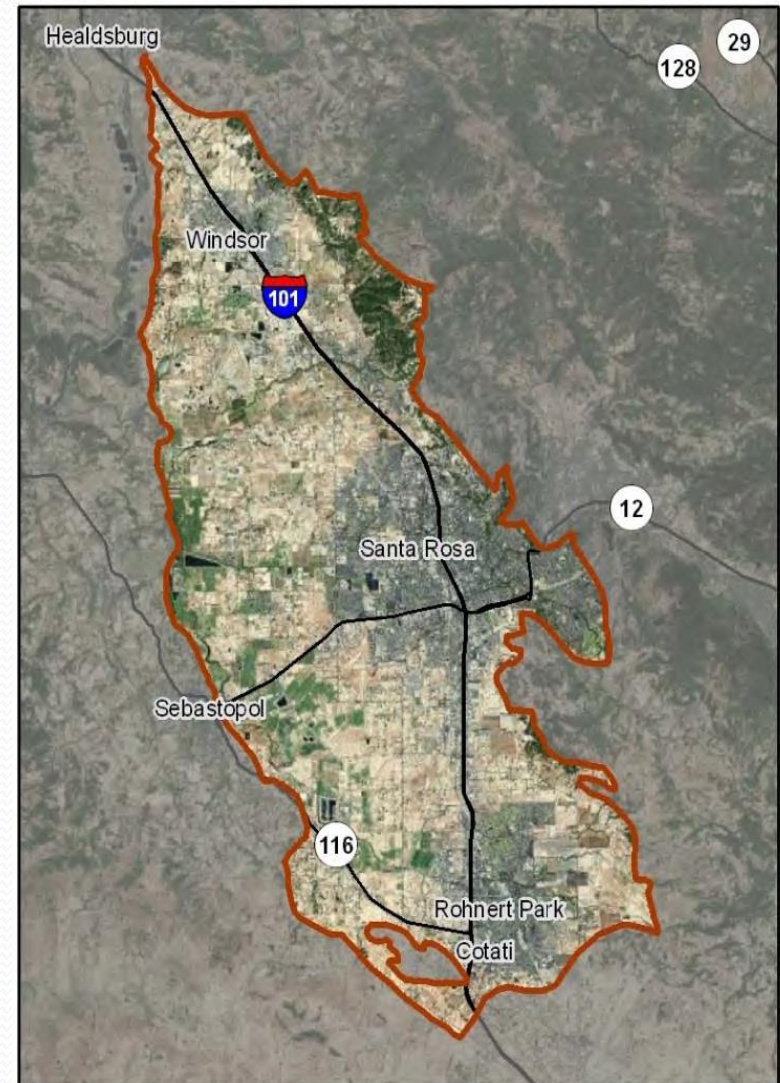 Healdsburg
29
128
Windsor
101
12
Santa Rosa
Sebastopol
116
Rohnert Park
Cotati